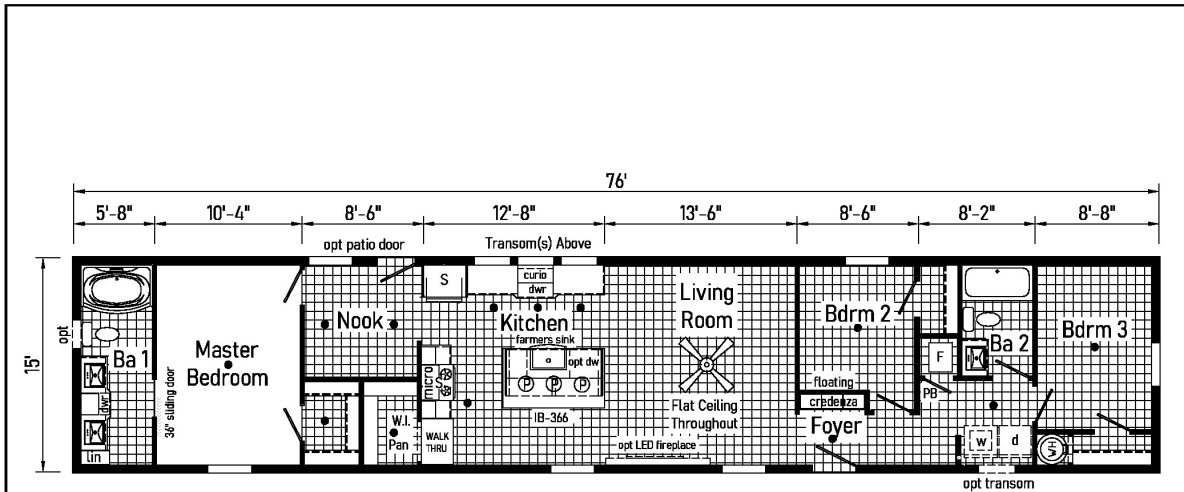 76'
5'-8" 10'-4" 8'-6" 12'-8" 13'-6" 8'-6" 8'-2" 8'-8"
opt patio door
Transom(s) Above
15'
opt
Ba 1
dwr
lin
36" sliding door
Master
Bedroom
Nook
W.I.
Pan
S
micro
S
WALK
THRU
curio
dwr
Kitchen
farmers sink
opt dw
P P P
IB-366
Living
Room
Flat Ceiling
Throughout
opt LED fireplace
Bdrm 2
floating
credenza
Foyer
F
PB
Ba 2
w d
opt transom
Bdrm 3
WH